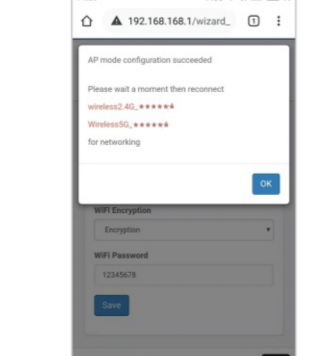 192.168.168.1/wizard_
1
AP mode configuration succeeded
Please wait a moment then reconnect
wireless2.4G_*****
Wireless5G_*****
for networking
OK
WiFi Encryption
Encryption
WiFi Password
12345678
Save